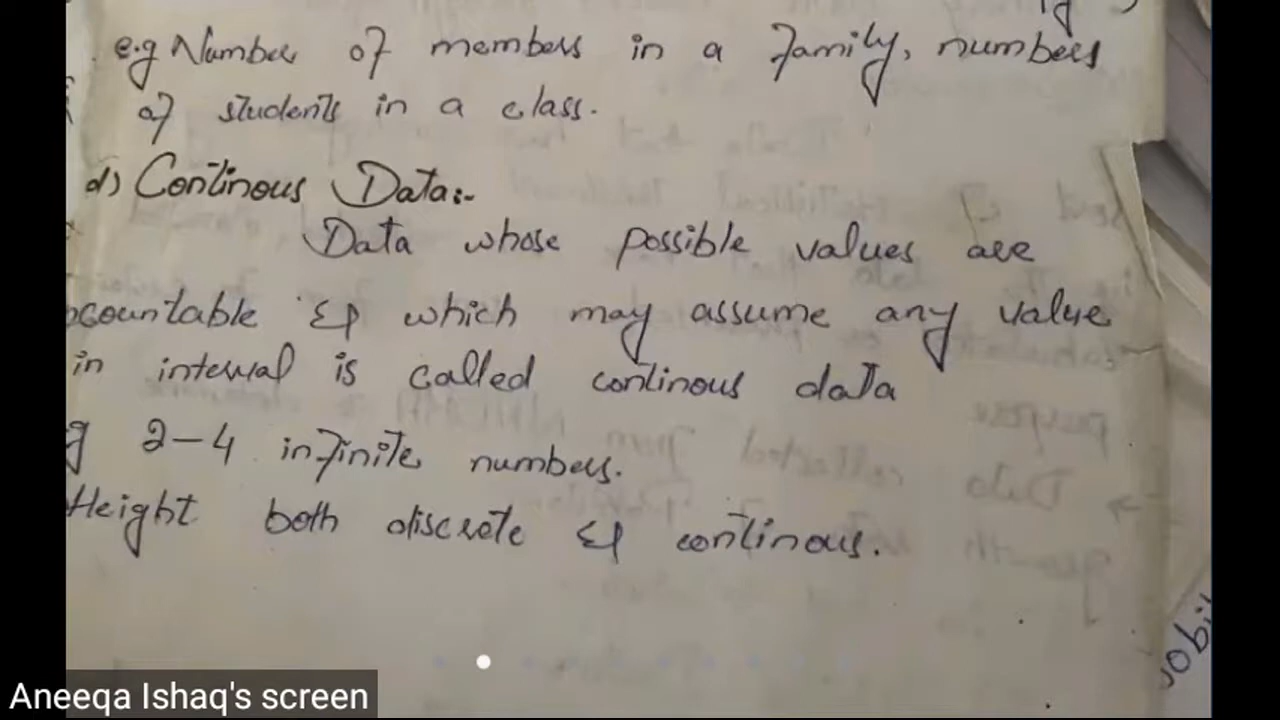 e.g Number of members in a family, numbers
of students in a class.
d) Continous Data:-
Data whose possible values are
countable & which may assume any value
in interval is called continous data
g 2-4 infinite numbers.
Height both discrete & continous.
Aneeqa Ishaq's screen